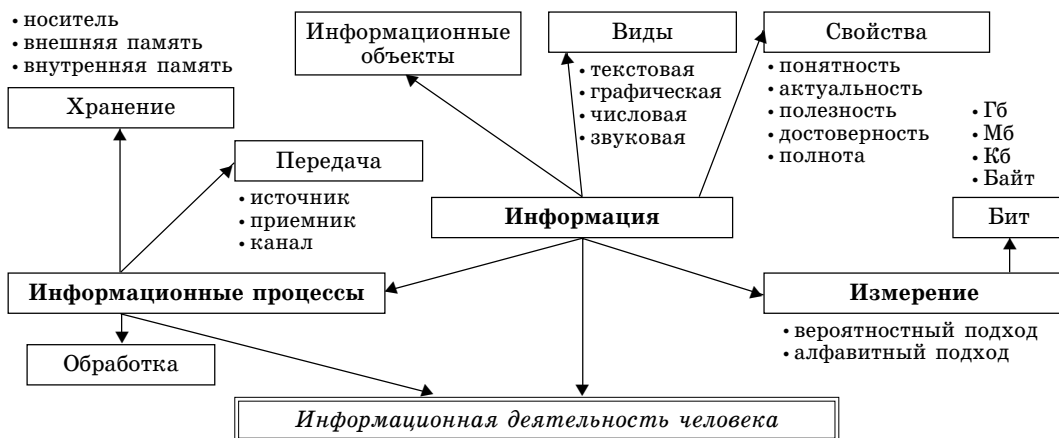 • носитель
• внешняя память
• внутренняя память
Хранение
Информационные
объекты
Виды
• текстовая
• графическая
• числовая
• звуковая
Свойства
• понятность
• актуальность
• полезность
• достоверность
• полнота
• Гб
• Мб
• Кб
• Байт
Бит
Передача
• источник
• приемник
• канал
Информация
Информационные процессы
Измерение
• вероятностный подход
• алфавитный подход
Обработка
Информационная деятельность человека